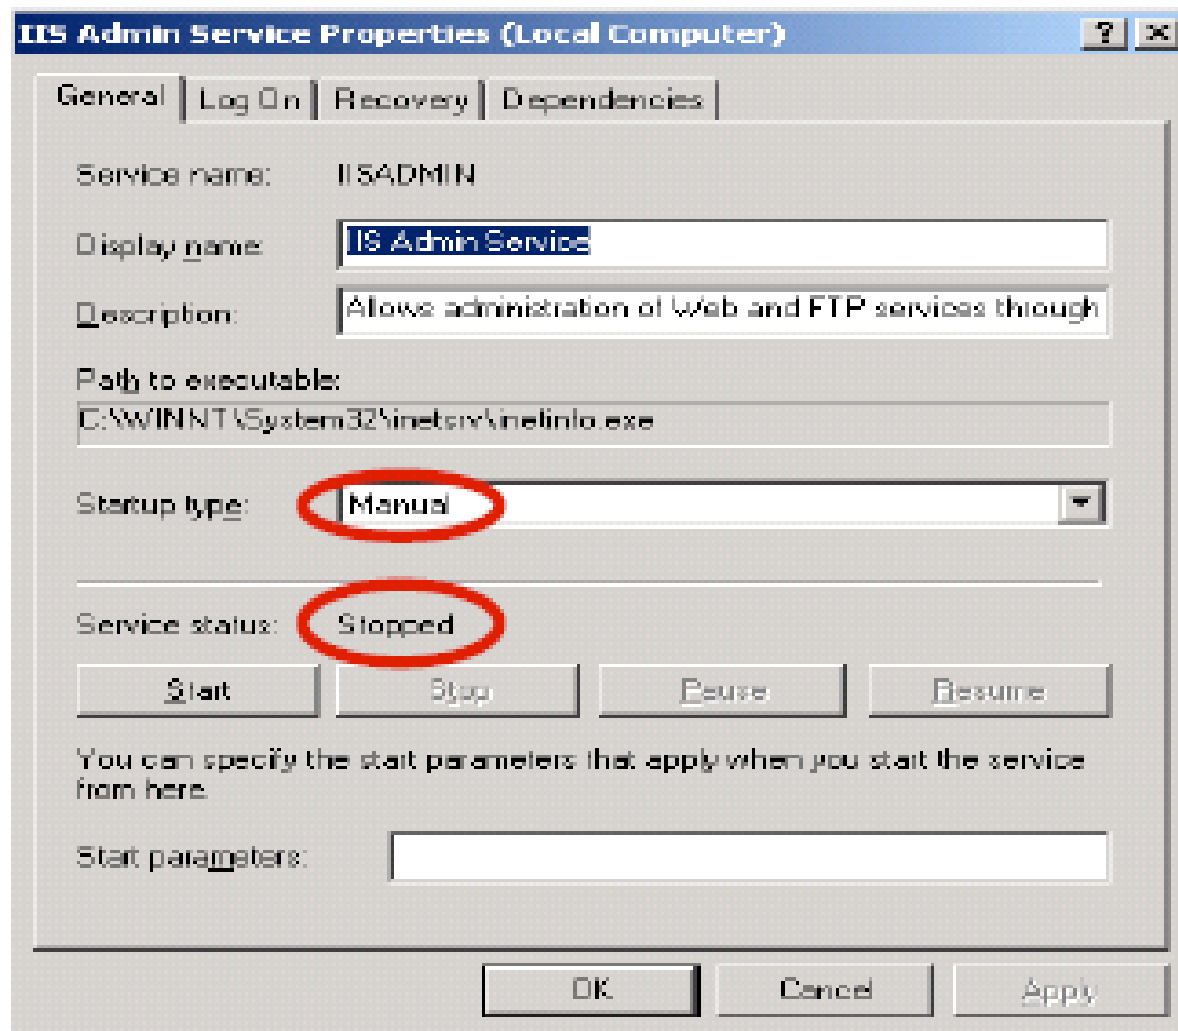 IIS Admin Service Properties (Local Computer)
General Log On Recovery Dependencies
Service name: IISADMIN
Display name: IIS Admin Service
Description: Allows administration of Web and FTP services through
Path to executable:
C:\WINNT\System32\inetsrv\inetinfo.exe
Startup type: Manual
Service status: Stopped
Start Stop Pause Resume
You can specify the start parameters that apply when you start the service
from here.
Start parameters:
OK Cancel Apply